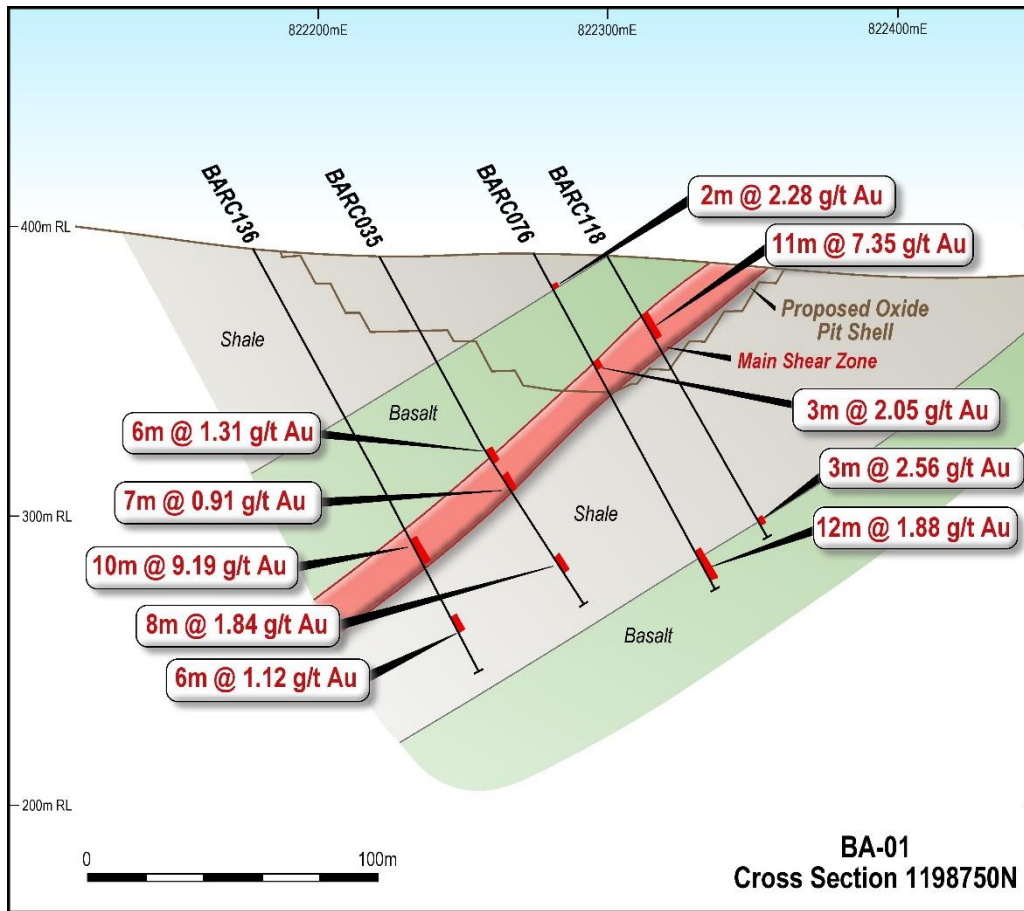 822200mE
822300mE
822400mE
BARC136
BARC035
BARC076
BARC118
2m @ 2.28 g/t Au
400m RL
11m @ 7.35 g/t Au
Proposed Oxide
Pit Shell
Shale
Main Shear Zone
Basalt
3m @ 2.05 g/t Au
6m @ 1.31 g/t Au
3m @ 2.56 g/t Au
7m @ 0.91 g/t Au
Shale
300m RL
12m @ 1.88 g/t Au
10m @ 9.19 g/t Au
8m @ 1.84 g/t Au
Basalt
6m @ 1.12 g/t Au
200m RL
0
100m
BA-01
Cross Section 1198750N